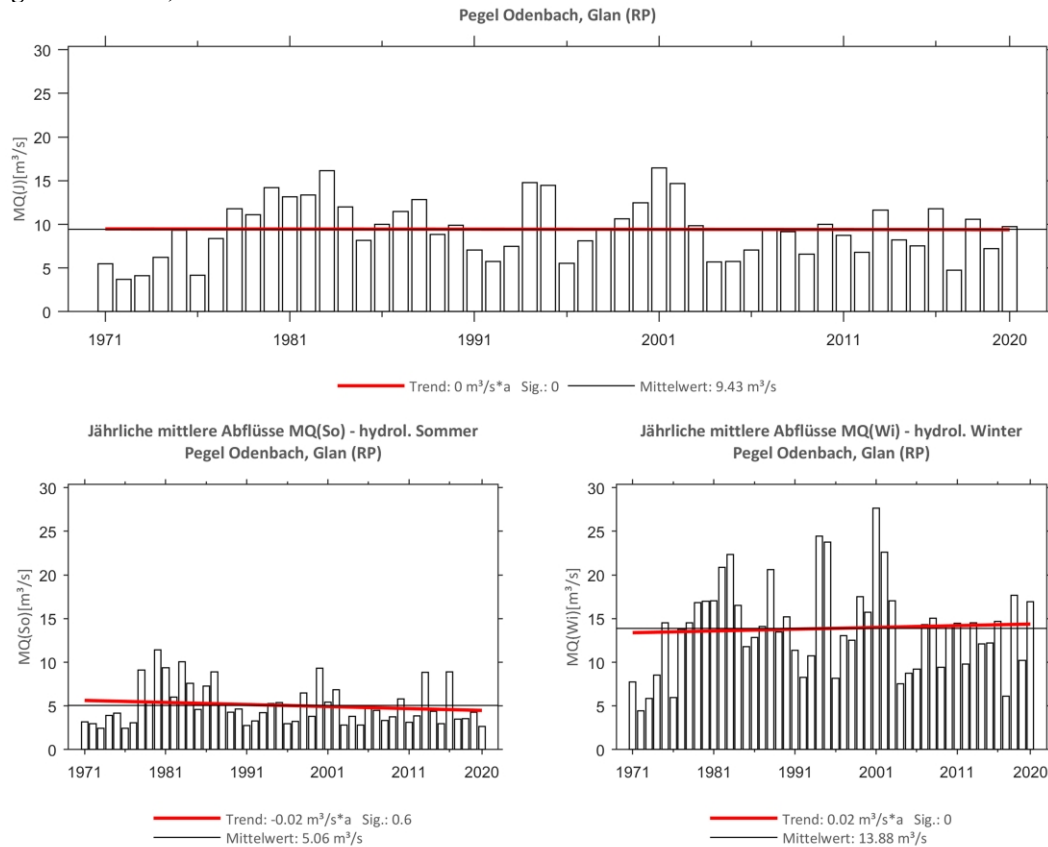 Pegel Odenbach, Glan (RP)
30
25
20
15
10
5
0
MQ(J)[m³/s]
1971 1981 1991 2001 2011 2020
Trend: 0 m³/s*a Sig.: 0 Mittelwert: 9.43 m³/s
Jährliche mittlere Abflüsse MQ(So) - hydrol. Sommer
Pegel Odenbach, Glan (RP)
30
25
20
15
10
5
0
MQ(So)[m³/s]
1971 1981 1991 2001 2011 2020
Trend: -0.02 m³/s*a Sig.: 0.6
Mittelwert: 5.06 m³/s
Jährliche mittlere Abflüsse MQ(Wi) - hydrol. Winter
Pegel Odenbach, Glan (RP)
30
25
20
15
10
5
0
MQ(Wi)[m³/s]
1971 1981 1991 2001 2011 2020
Trend: 0.02 m³/s*a Sig.: 0
Mittelwert: 13.88 m³/s